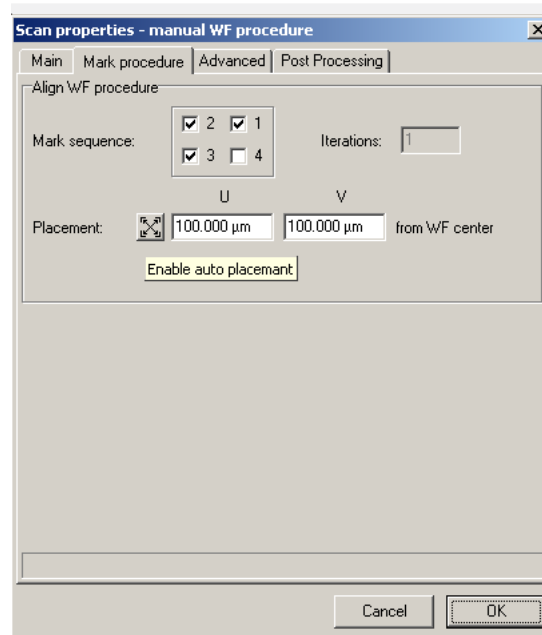 Scan properties - manual WF procedure
Main Mark procedure Advanced Post Processing
Align WF procedure
2 1
Mark sequence: Iterations: 1
3 4
U V
Placement: 100.000 µm 100.000 µm from WF center
Enable auto placemant
Cancel OK